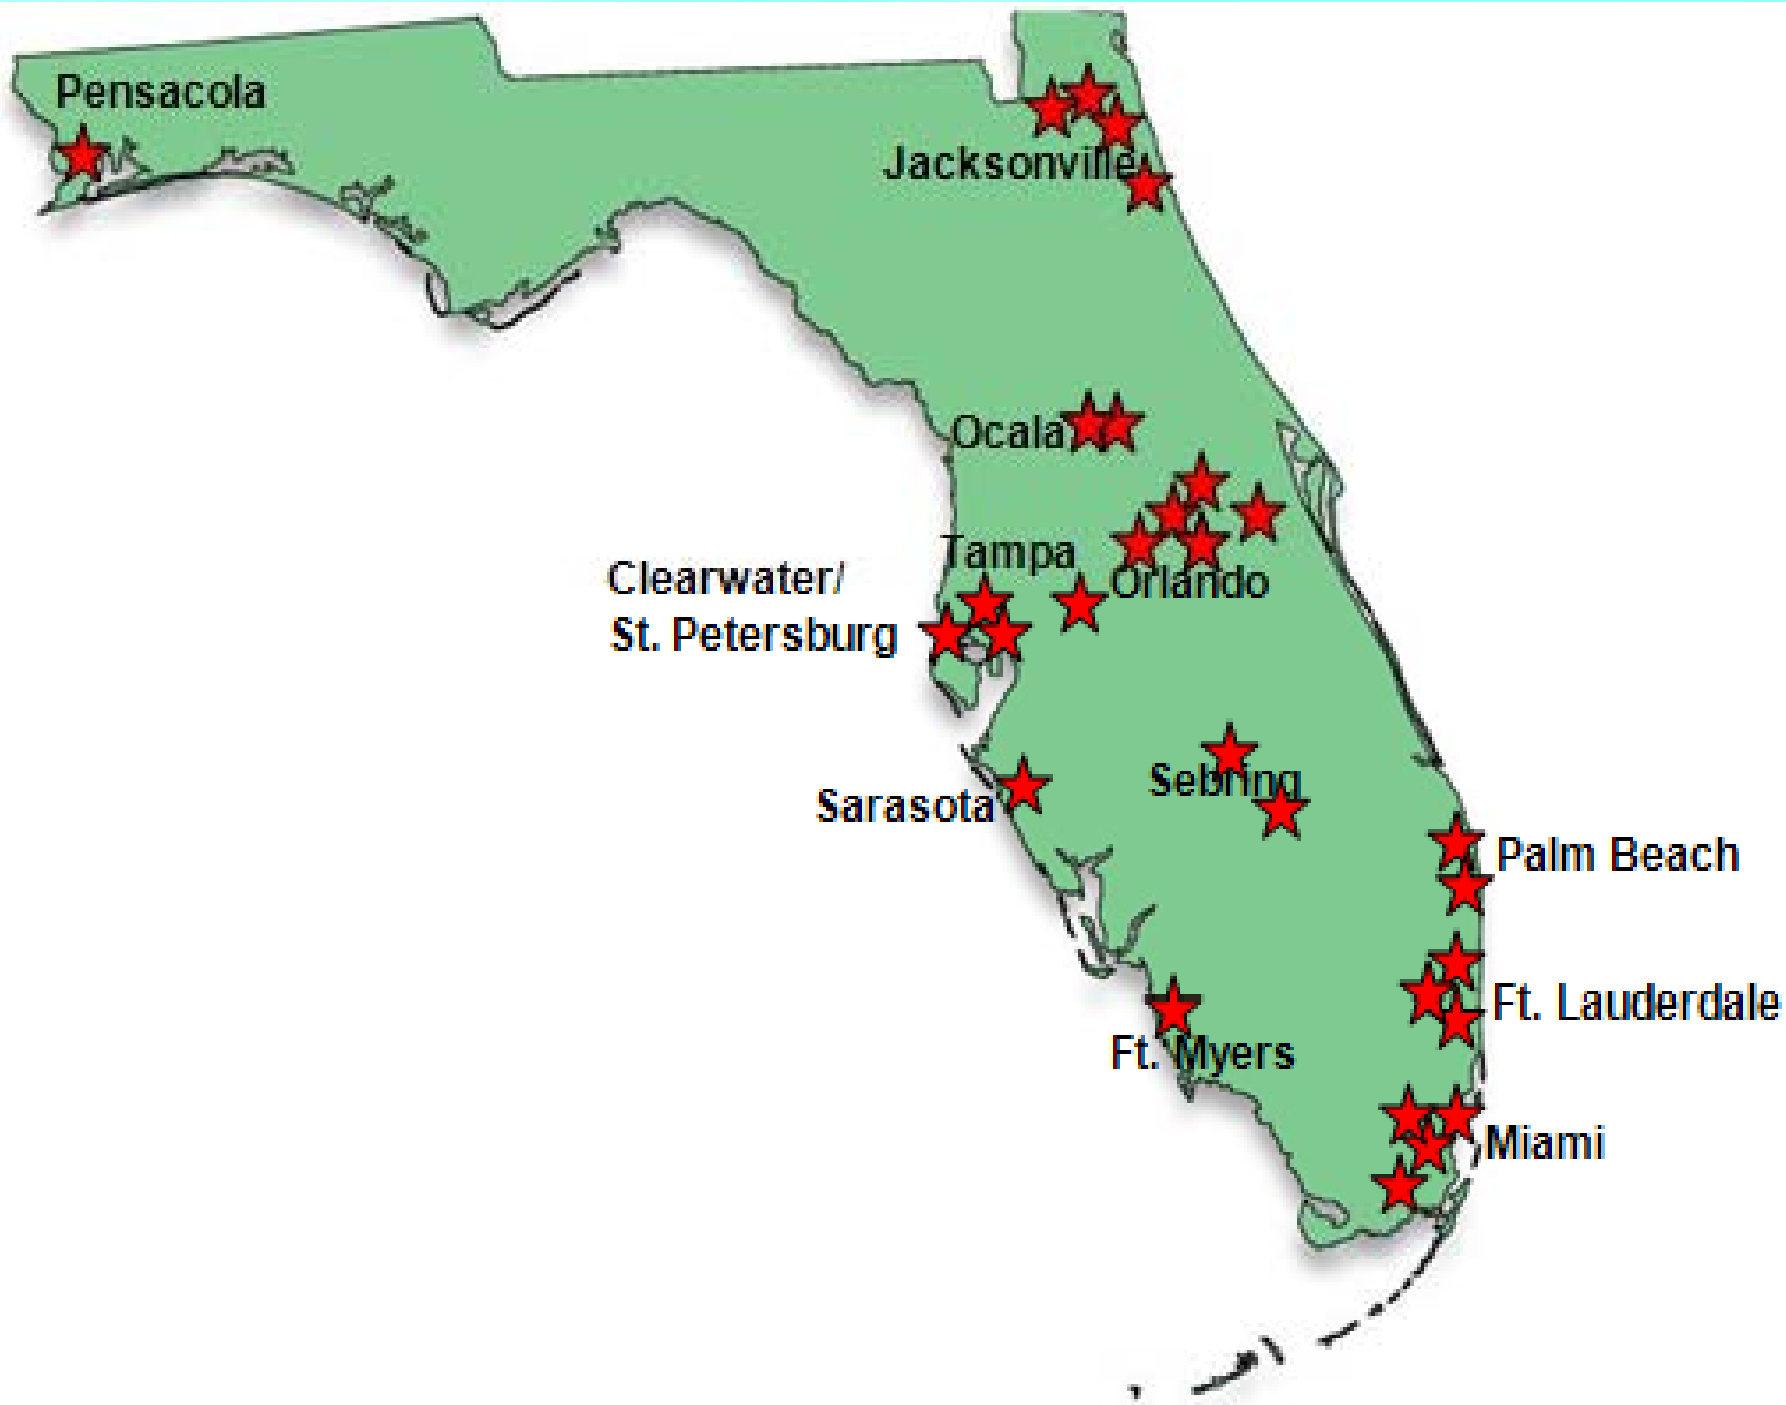 Pensacola
Jacksonville
Ocala
Tampa
Clearwater/
St. Petersburg
Orlando
Sebring
Sarasota
Palm Beach
Ft. Lauderdale
Ft. Myers
Miami